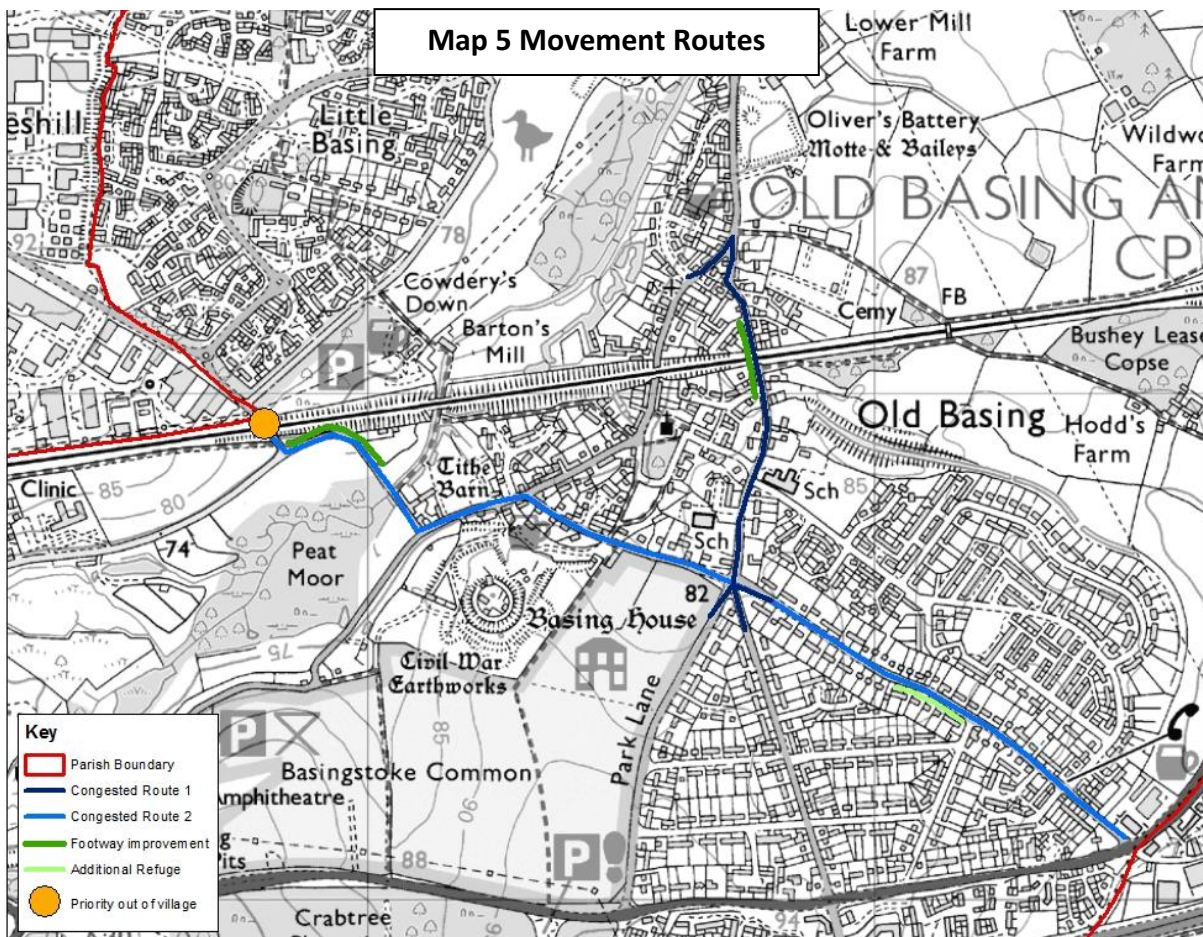 Map 5 Movement Routes
Lower Mill
Farm
eshill
Little
Basing
70
Oliver's Battery
Motte & Baileys
Wildwo
Farm
80
OLD BASING AN
CP
92
78
87
Cowdery's
Down
Cemy
FB
Barton's
Mill
Bushey Lease
Copse
P
Old Basing
Hodd's
Farm
Clinic
85
80
Tithe
Barn
Sch
85
74
Sch
Peat
Moor
82
Basing House
75
Civil War
Earthworks
Park Lane
85
P
Basingstoke Common
Amphitheatre
90
Pits
88
P
Crabtree
94
Key
Parish Boundary
Congested Route 1
Congested Route 2
Footway improvement
Additional Refuge
Priority out of village